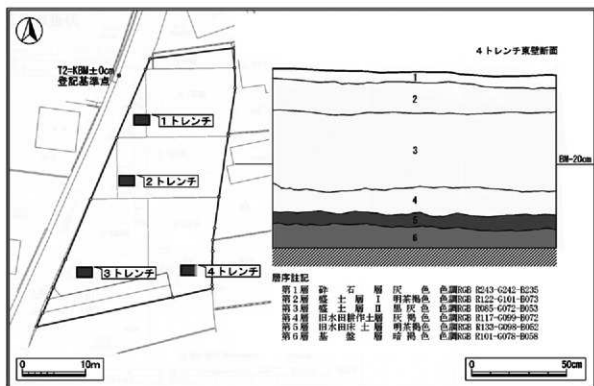 T2=KBM±0cm
登記基準点
1トレンチ
2トレンチ
3トレンチ
4トレンチ
0 10m
4トレンチ東壁断面
1
2
3
4
5
6
BM-20cm
層序註記
第1層 砕石層 灰色 色調RGB R243-G242-B235
第2層 盛土層Ⅰ 明茶褐色 色調RGB R122-G101-B073
第3層 盛土層Ⅱ 黒灰色 色調RGB R085-G072-B053
第4層 旧水田耕作土層 灰褐色 色調RGB R117-G099-B072
第5層 旧水田床土層 明茶褐色 色調RGB R133-G098-B052
第6層 基盤層 暗褐色 色調RGB R101-G078-B058
0 50cm